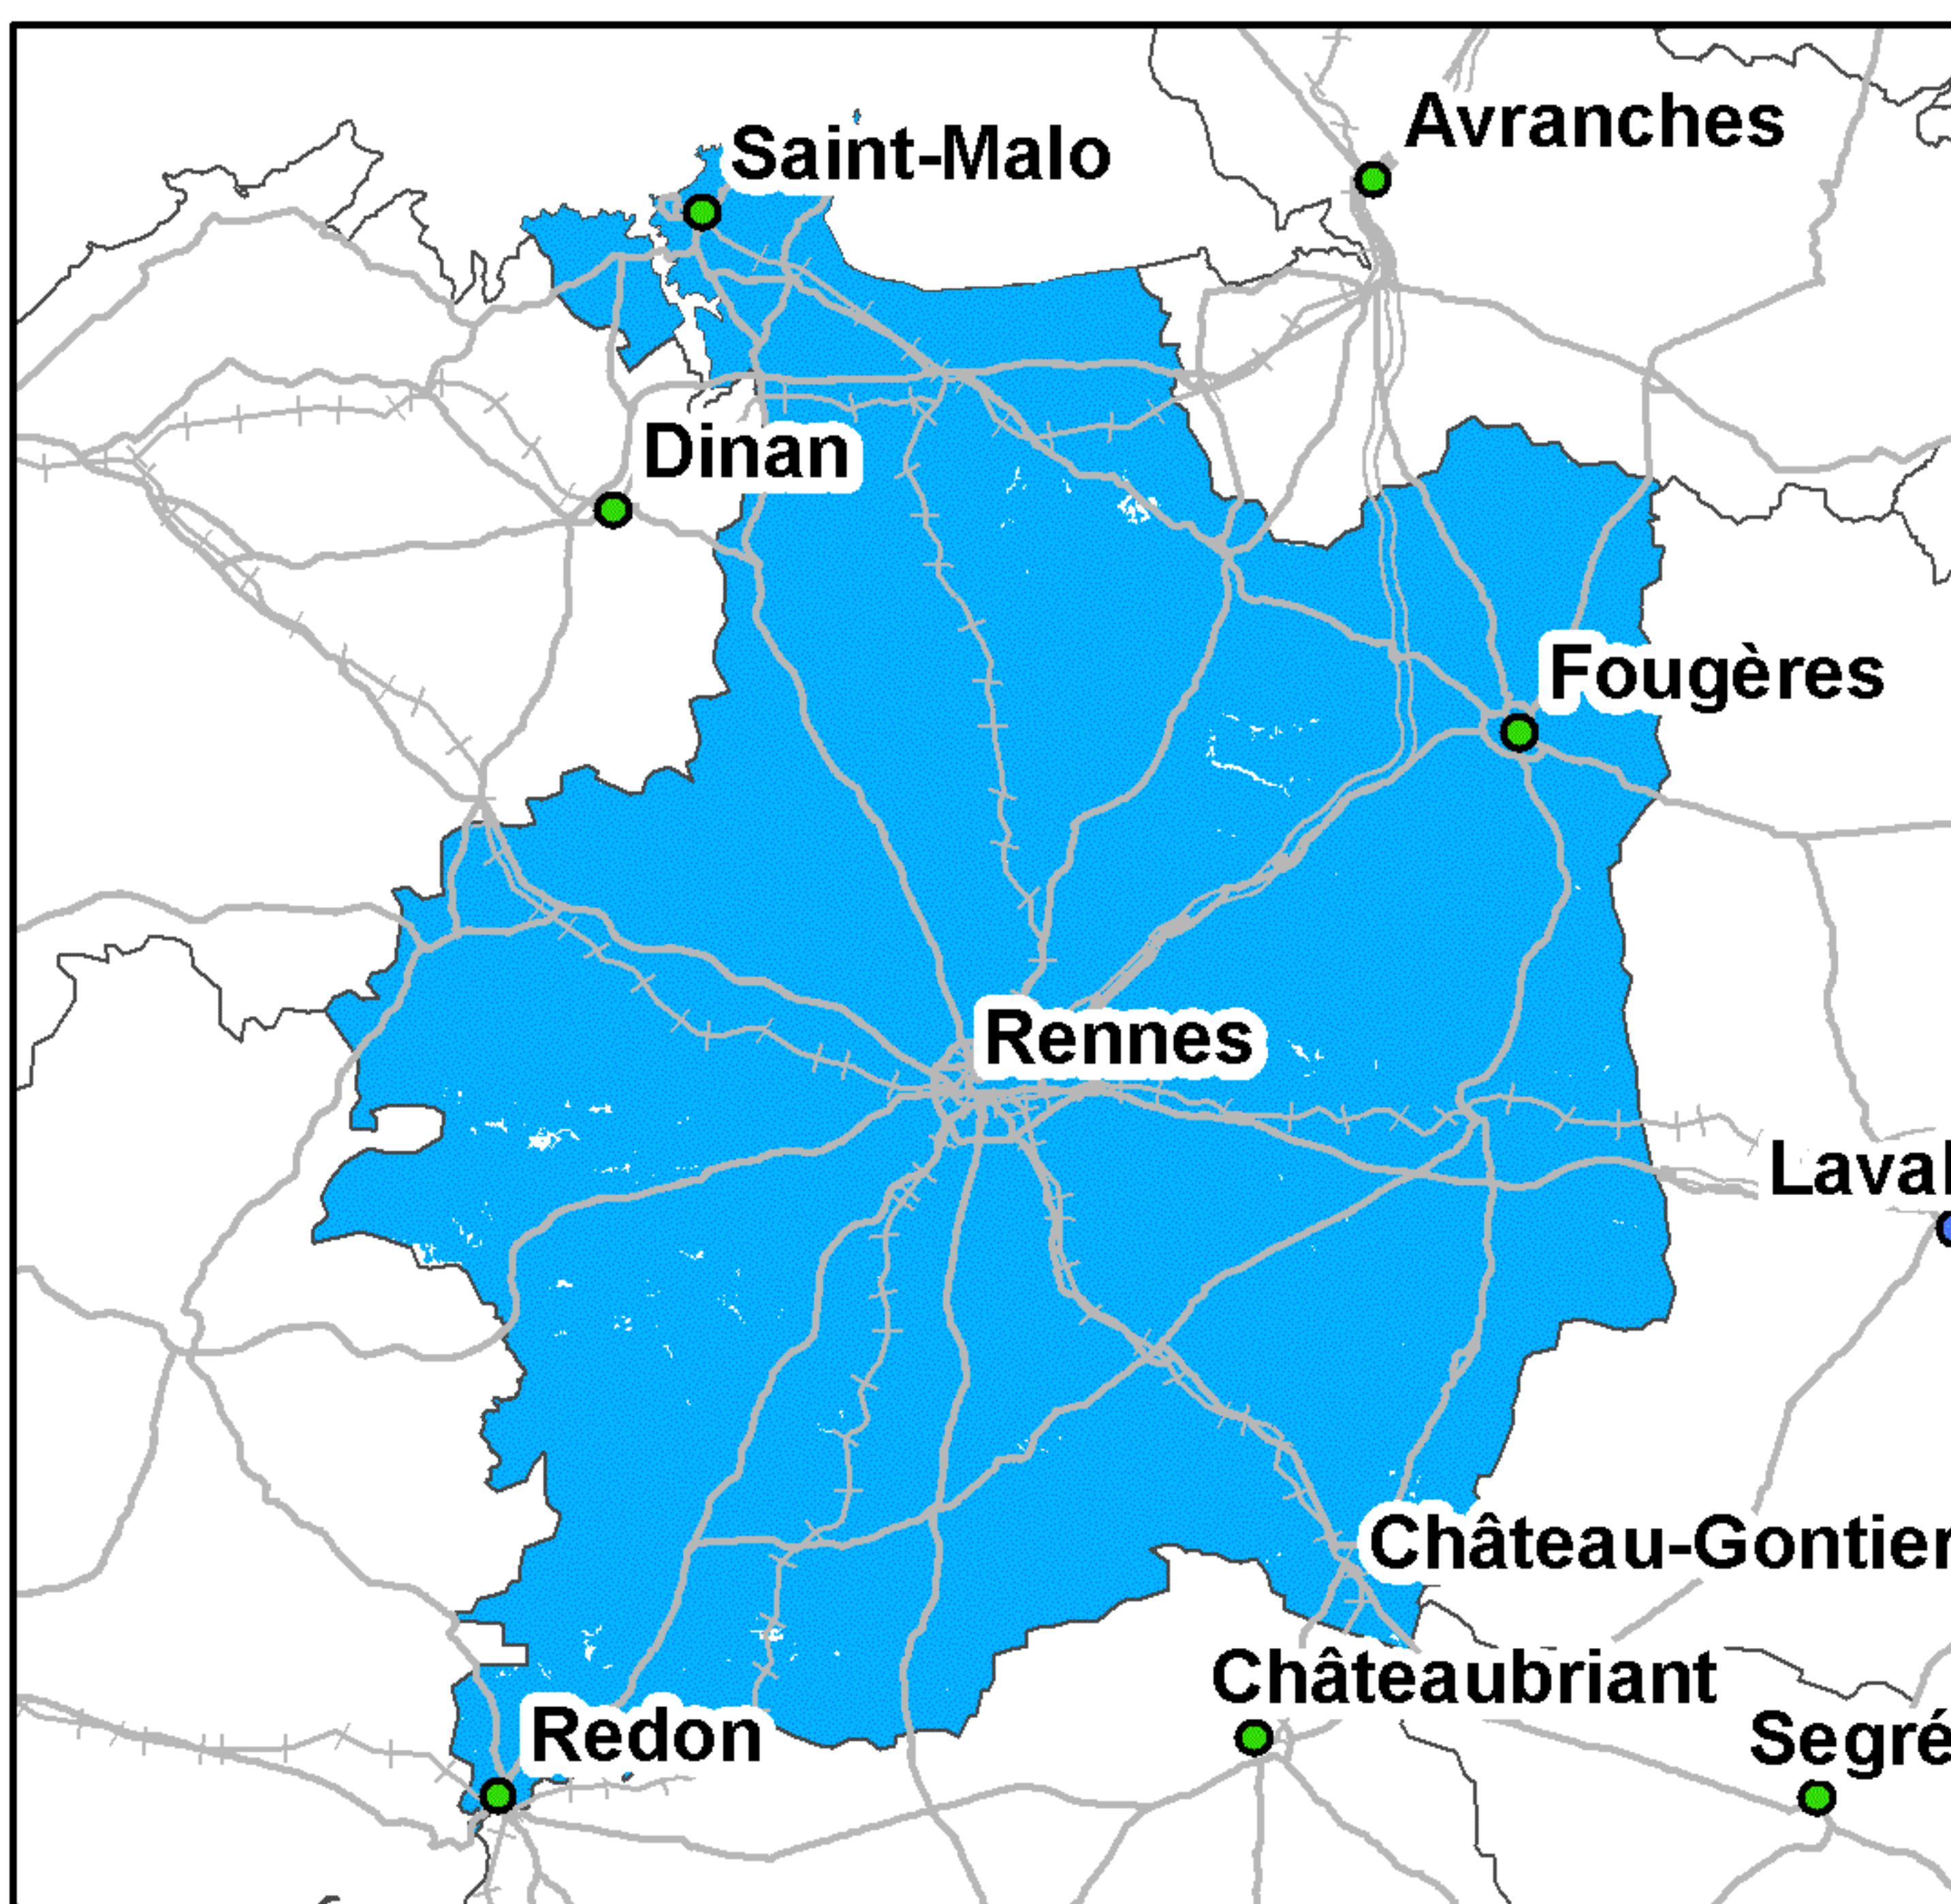 Avranches
Saint-Malo
Dinan
Fougères
Rennes
Laval
Château-Gontier
Châteaubriant
Redon
Segré